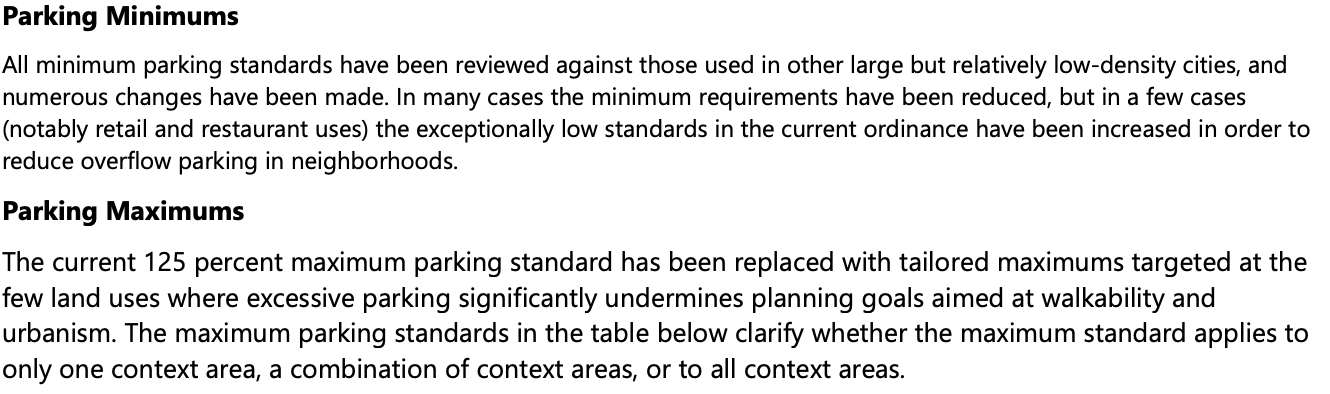 Parking Minimums
All minimum parking standards have been reviewed against those used in other large but relatively low-density cities, and
numerous changes have been made. In many cases the minimum requirements have been reduced, but in a few cases
(notably retail and restaurant uses) the exceptionally low standards in the current ordinance have been increased in order to
reduce overflow parking in neighborhoods.
Parking Maximums
The current 125 percent maximum parking standard has been replaced with tailored maximums targeted at the
few land uses where excessive parking significantly undermines planning goals aimed at walkability and
urbanism. The maximum parking standards in the table below clarify whether the maximum standard applies to
only one context area, a combination of context areas, or to all context areas.